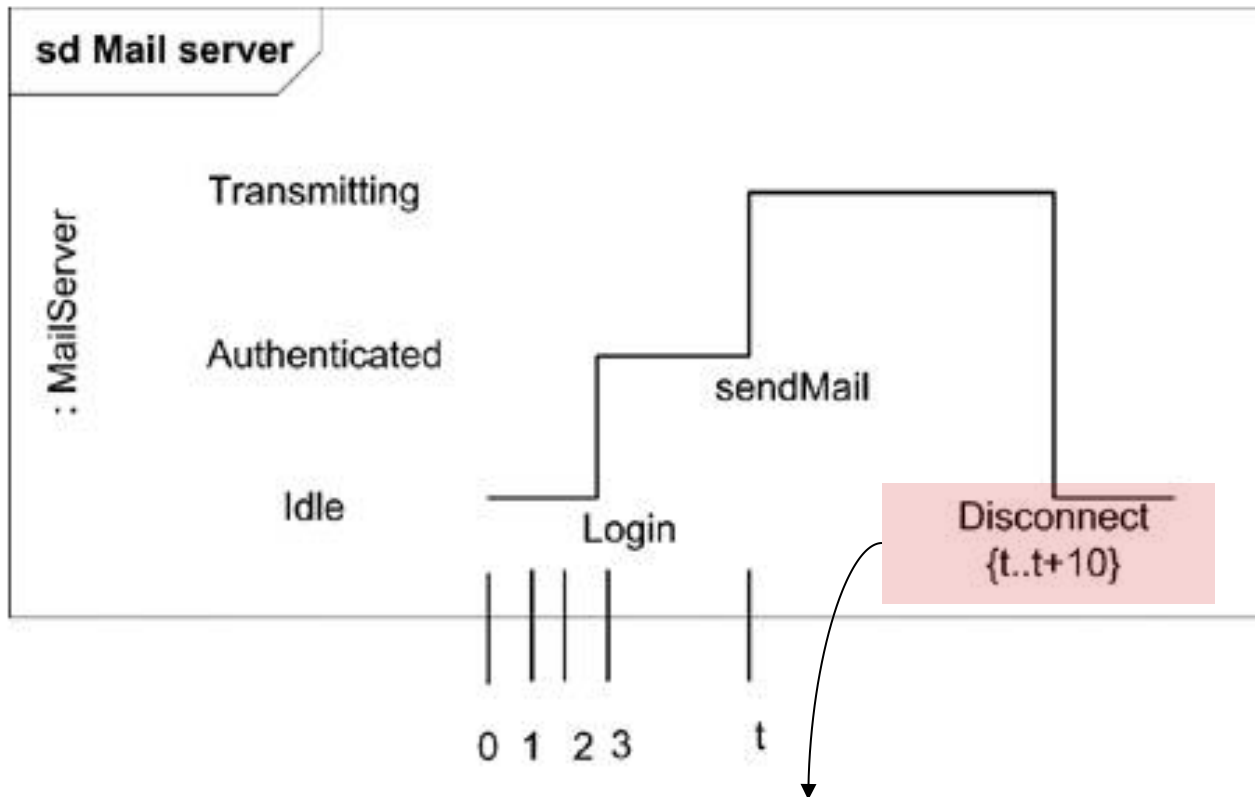 sd Mail server
: MailServer
Transmitting
Authenticated
sendMail
Idle
Login
Disconnect
{t..t+10}
0 1 2 3 t